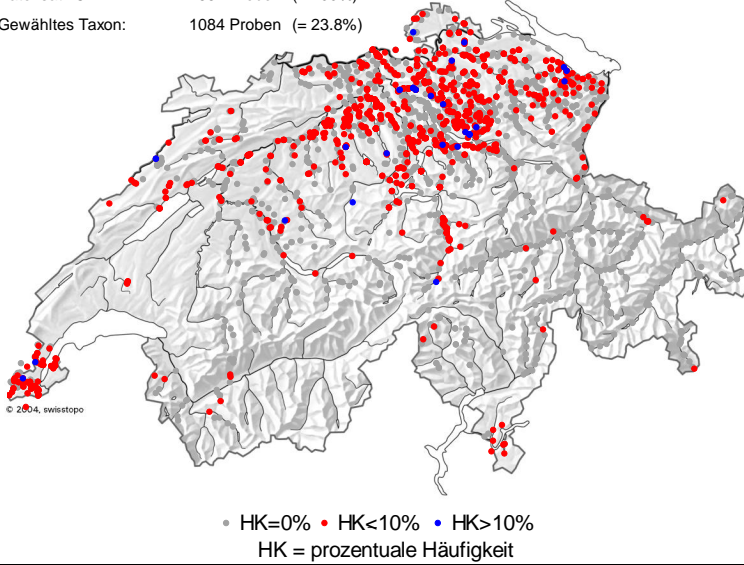 Gewähltes Taxon: 1084 Proben (= 23.8%)
© 2004, swisstopo
HK=0% HK<10% HK>10%
HK = prozentuale Häufigkeit